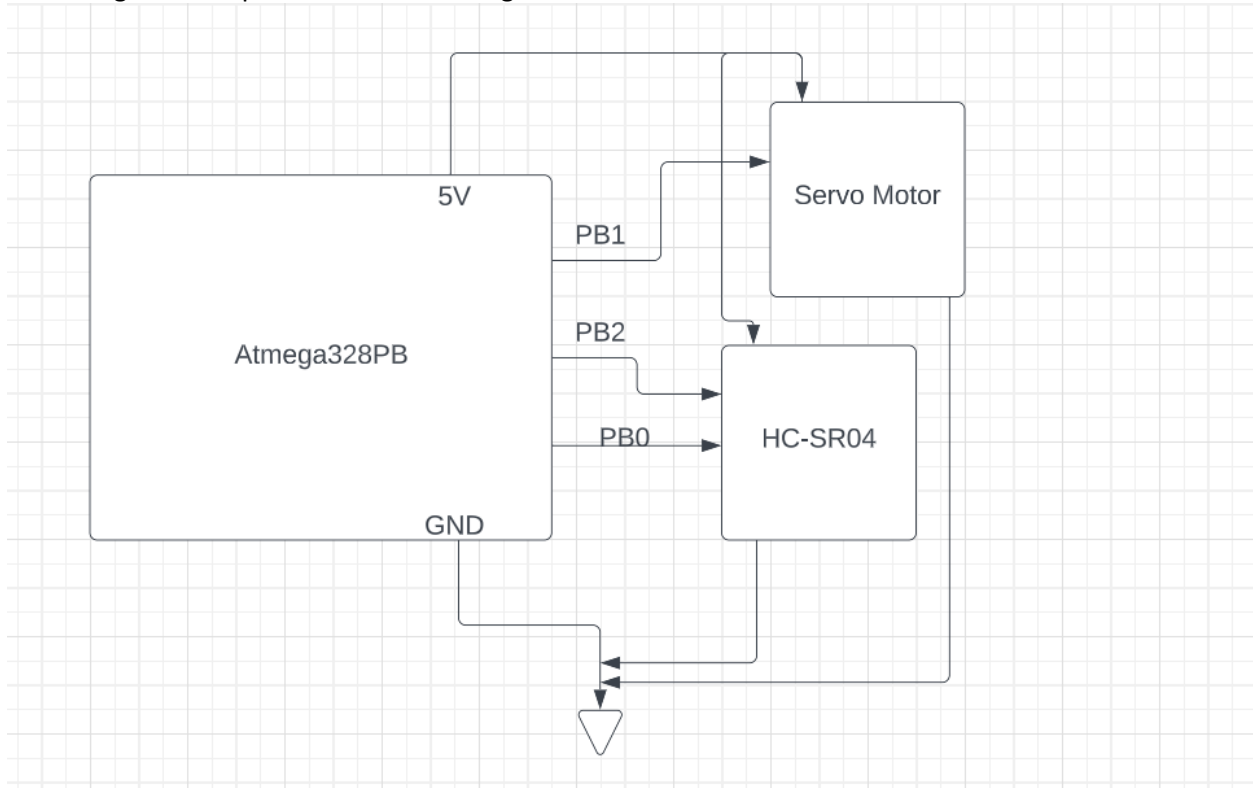 5V
PB1
Servo Motor
PB2
Atmega328PB
PB0
HC-SR04
GND